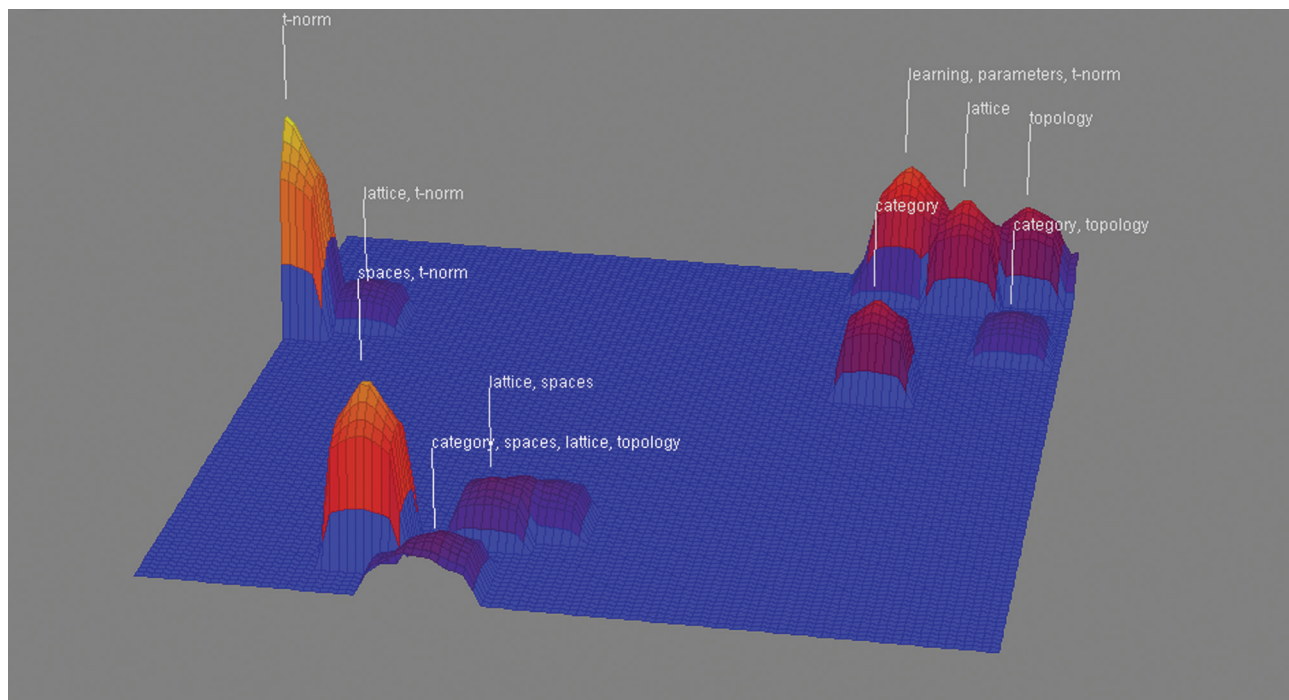 t-norm
learning, parameters, t-norm
lattice
topology
lattice, t-norm
category
category, topology
spaces, t-norm
lattice, spaces
category, spaces, lattice, topology